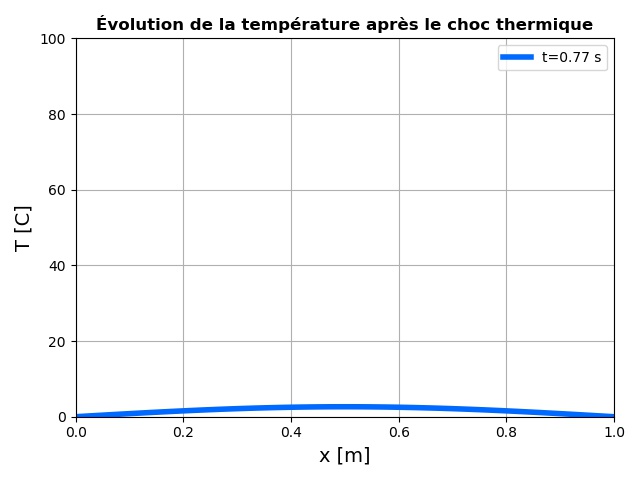 Évolution de la température après le choc thermique
t=0.77 s
100
80
60
40
20
0
T [C]
0.0 0.2 0.4 0.6 0.8 1.0
x [m]